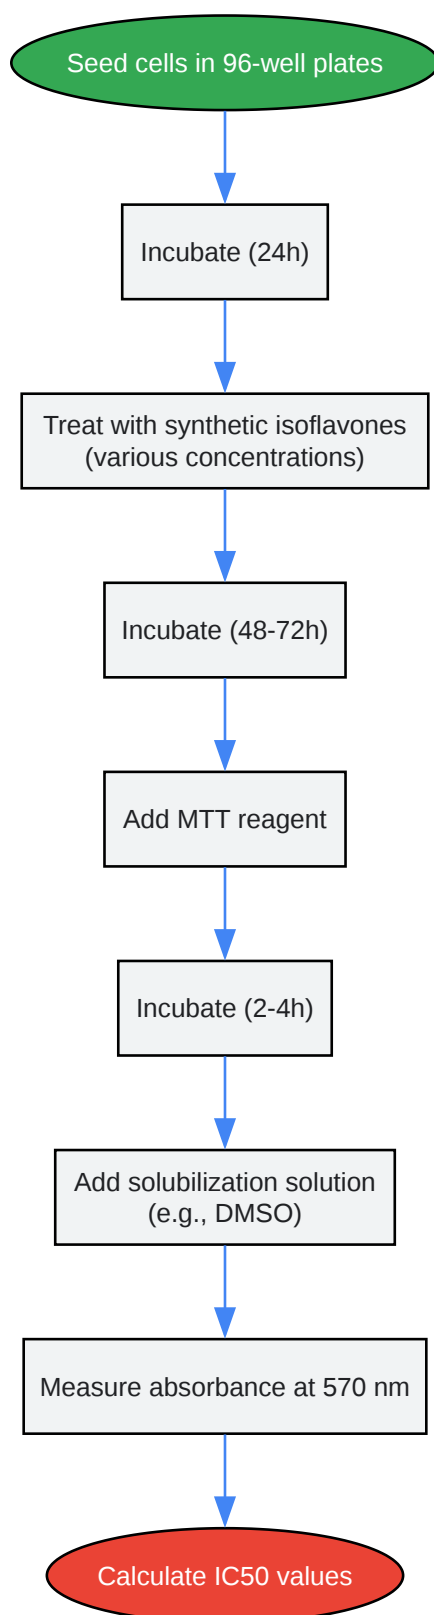 Seed cells in 96-well plates
Incubate (24h)
Treat with synthetic isoflavones
(various concentrations)
Incubate (48-72h)
Add MTT reagent
Incubate (2-4h)
Add solubilization solution
(e.g., DMSO)
Measure absorbance at 570 nm
Calculate IC50 values